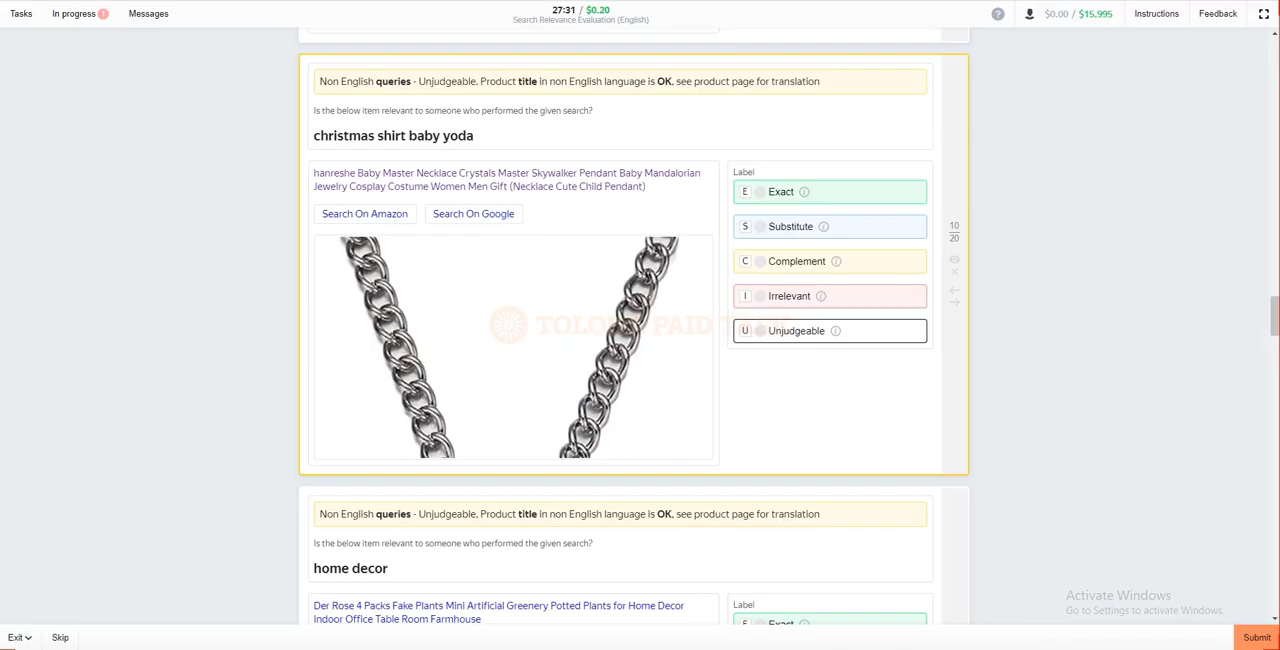 Tasks In progress 1 Messages
27:31 / $0.20
Search Relevance Evaluation (English)
? $0.00 / $15.995 Instructions Feedback
Non English queries - Unjudgeable. Product title in non English language is OK, see product page for translation
Is the below item relevant to someone who performed the given search?
christmas shirt baby yoda
hanreshe Baby Master Necklace Crystals Master Skywalker Pendant Baby Mandalorian
Jewelry Cosplay Costume Women Men Gift (Necklace Cute Child Pendant)
Search On Amazon Search On Google
Label
E Exact
S Substitute
C Complement
I Irrelevant
U Unjudgeable
10
20
Non English queries - Unjudgeable. Product title in non English language is OK, see product page for translation
Is the below item relevant to someone who performed the given search?
home decor
Der Rose 4 Packs Fake Plants Mini Artificial Greenery Potted Plants for Home Decor
Indoor Office Table Room Farmhouse
Label
E Exact
Activate Windows
Go to Settings to activate Windows.
Exit Skip Submit